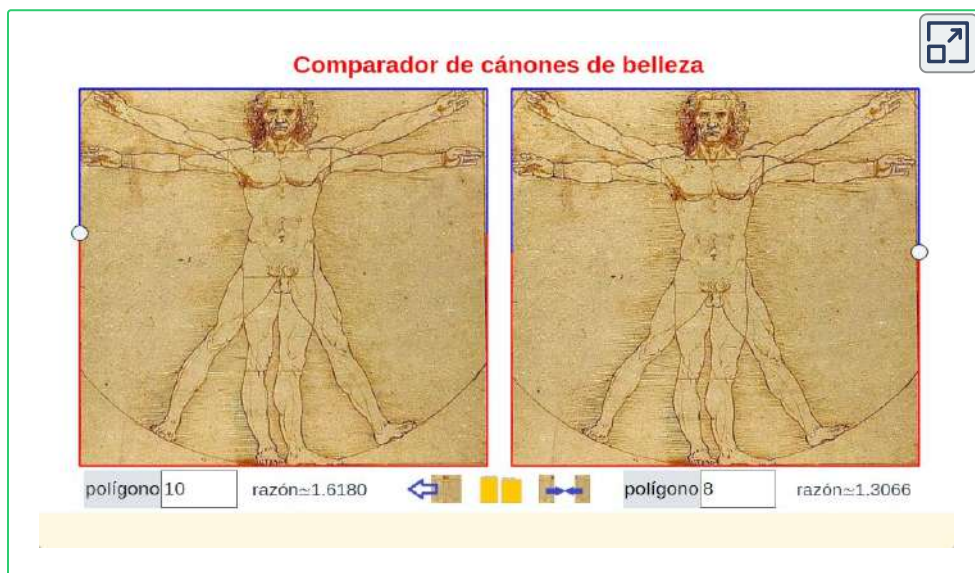 Comparador de cánones de belleza
polígono 10 razón≃1.6180 polígono 8 razón≃1.3066